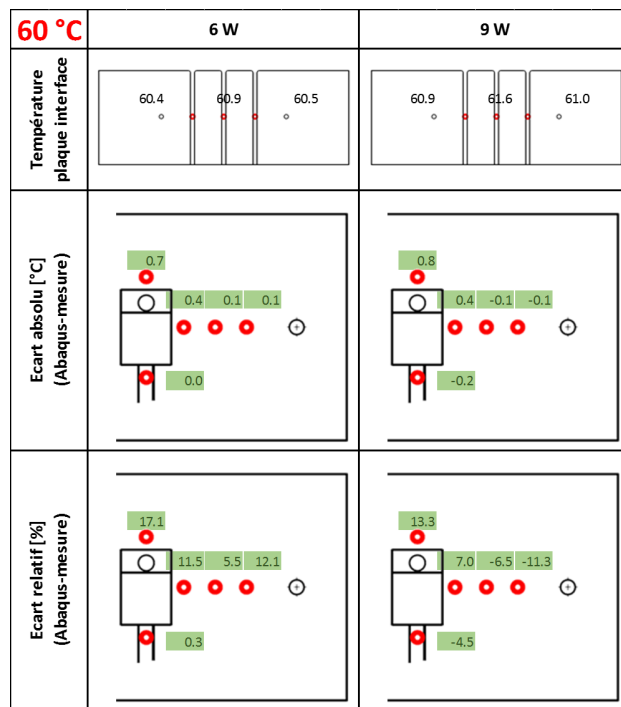 60 °C 6 W 9 W
Température
plaque interface
60.4 60.9 60.5 60.9 61.6 61.0
Ecart absolu [°C]
(Abaqus-mesure)
0.7 0.8
0.4 0.1 0.1 0.4 -0.1 -0.1
0.0 -0.2
Ecart relatif [%]
(Abaqus-mesure)
17.1 13.3
11.5 5.5 12.1 7.0 -6.5 -11.3
0.3 -4.5